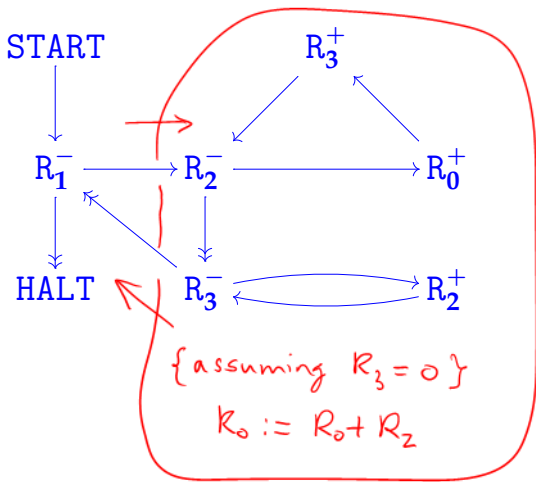 START R₃⁺
R₁⁻ R₂⁻ R₀⁺
HALT R₃⁻ R₂⁺
{assuming R₃ = 0}
R₀ := R₀ + R₂